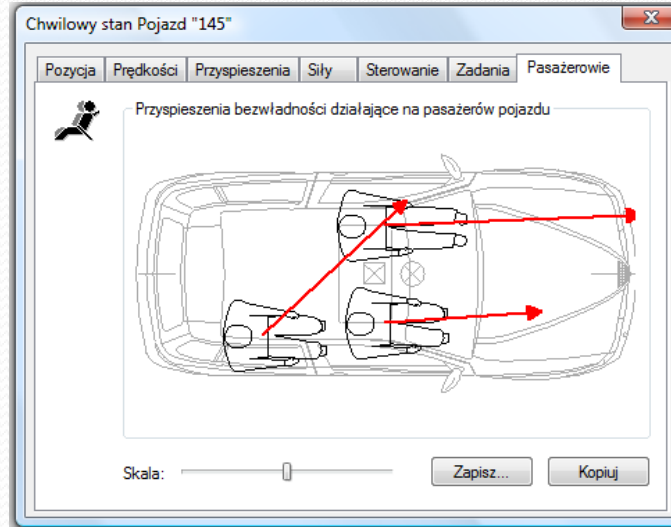 Chwilowy stan Pojazd "145"
Pozycja Prędkości Przyspieszenia Siły Sterowanie Zadania Pasażerowie
Przyspieszenia bezwładności działające na pasażerów pojazdu
Skala: Zapisz... Kopiuj